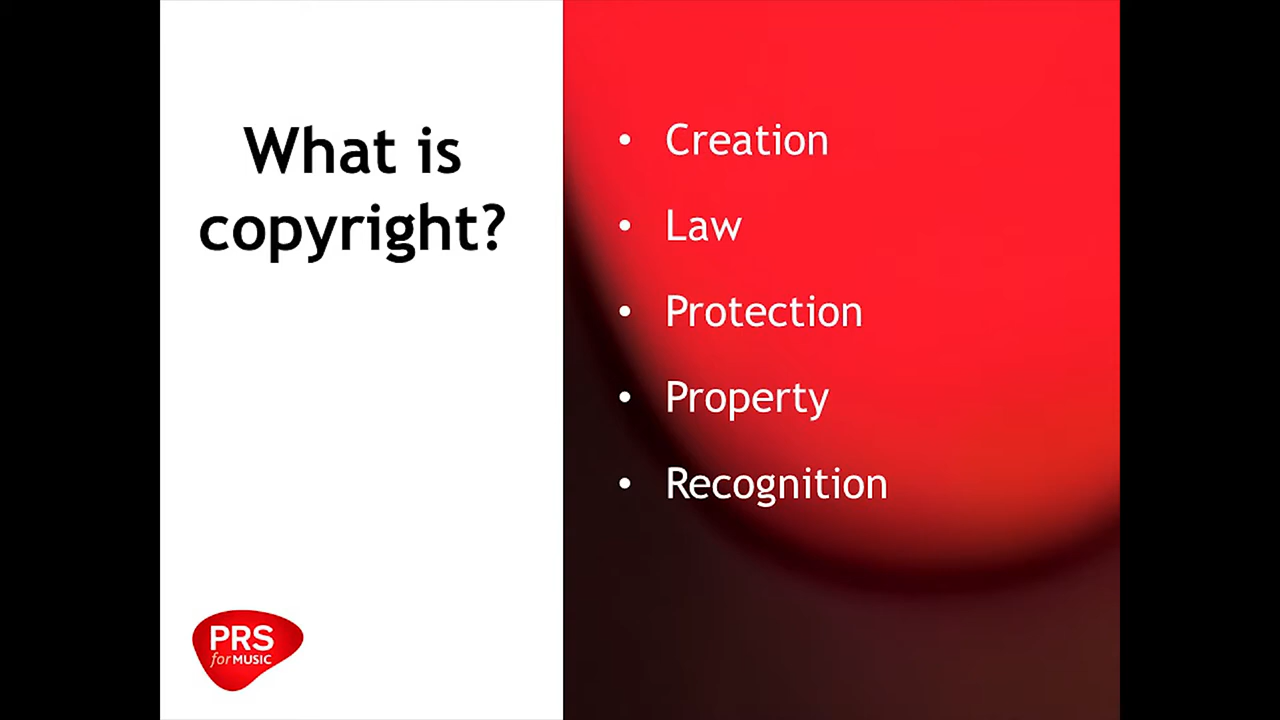 What is
copyright?
• Creation
• Law
• Protection
• Property
• Recognition
PRS
for MUSIC